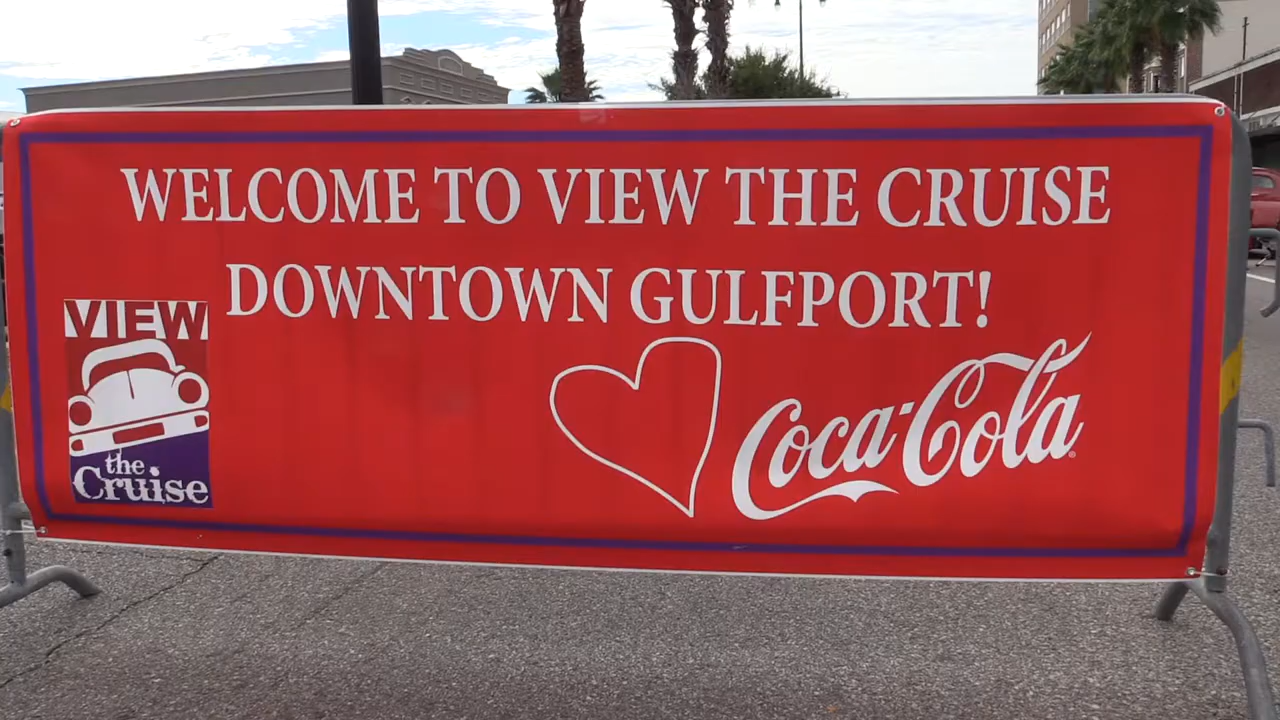 WELCOME TO VIEW THE CRUISE
DOWNTOWN GULFPORT!
VIEW
the
Cruise
Coca-Cola